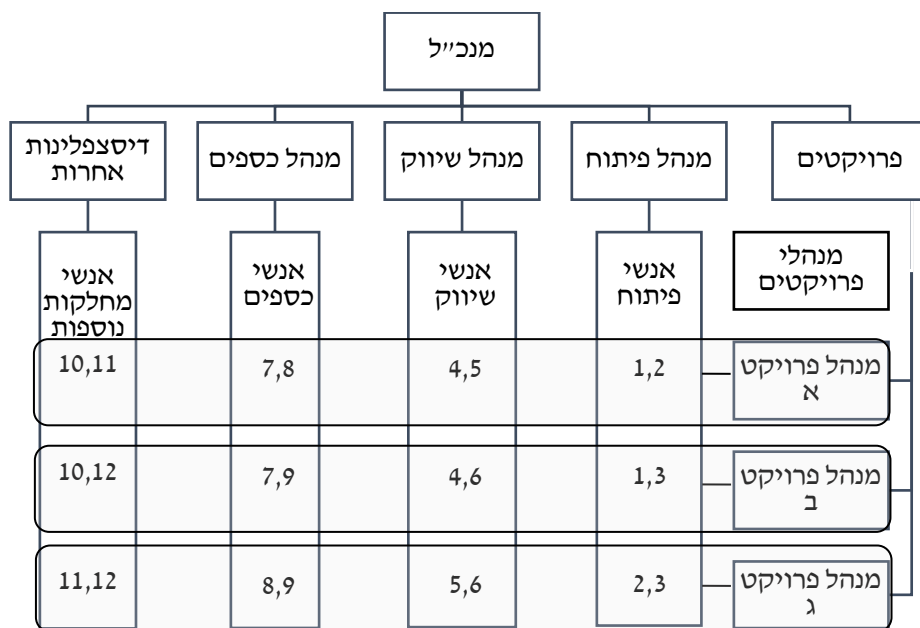 מנכ״ל
פרויקטים
מנהל פיתוח
מנהל שיווק
מנהל כספים
דיסצפלינות
אחרות
מנהלי
פרויקטים
אנשי
פיתוח
אנשי
שיווק
אנשי
כספים
אנשי
מחלקות
נוספות
מנהל פרויקט
א
1,2
4,5
7,8
10,11
מנהל פרויקט
ב
1,3
4,6
7,9
10,12
מנהל פרויקט
ג
2,3
5,6
8,9
11,12